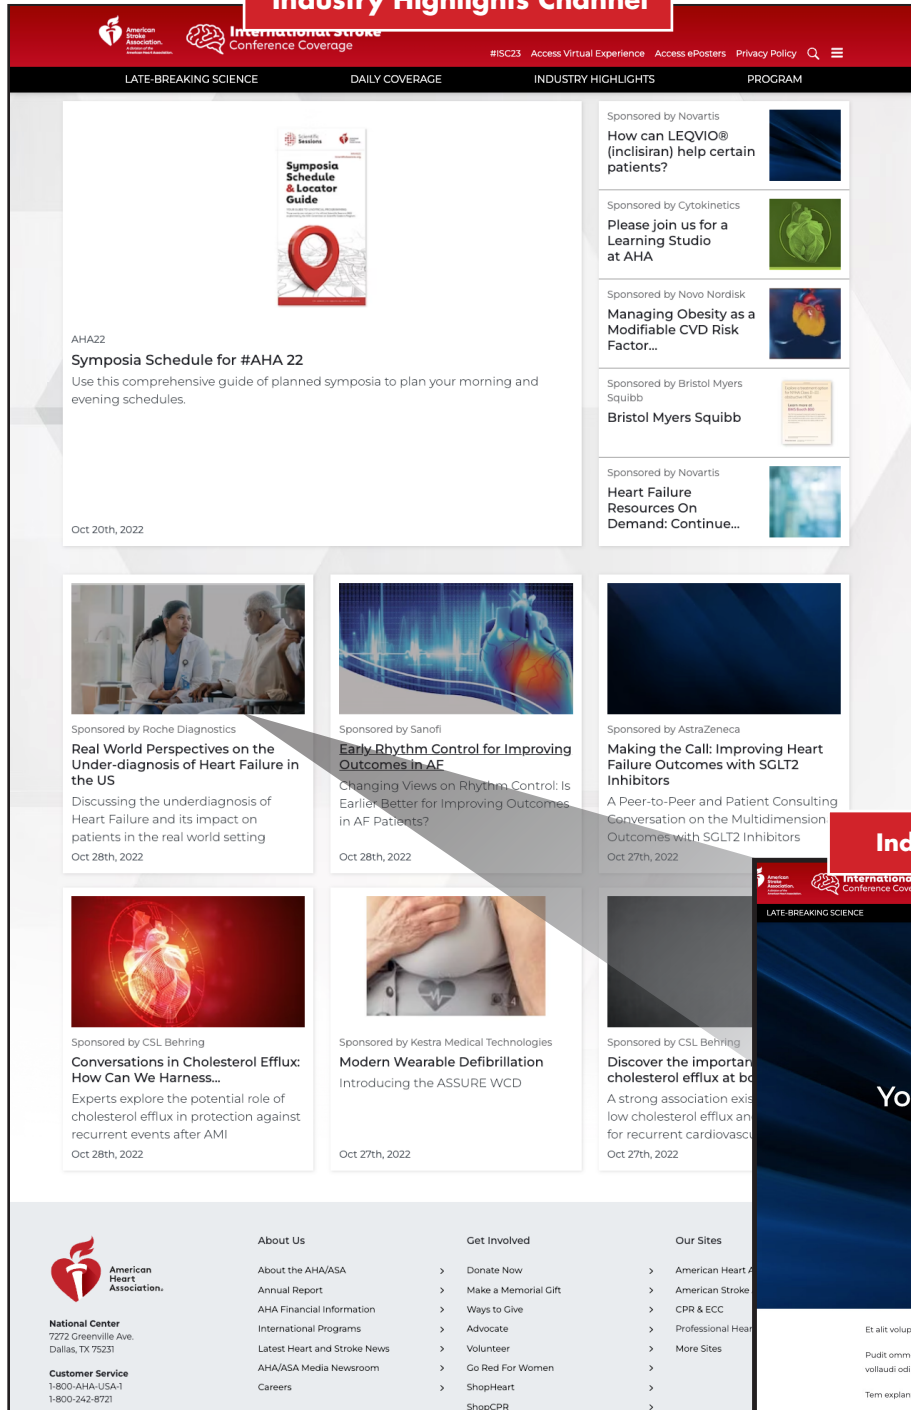 Industry Highlights Channel
American
Stroke
Association.
International Stroke
Conference Coverage
#ISC23 Access Virtual Experience Access ePosters Privacy Policy
LATE-BREAKING SCIENCE DAILY COVERAGE INDUSTRY HIGHLIGHTS PROGRAM
Scientific
Sessions
Symposia
Schedule
& Locator
Guide
AHA22
Symposia Schedule for #AHA 22
Use this comprehensive guide of planned symposia to plan your morning and
evening schedules.
Oct 20th, 2022
Sponsored by Novartis
How can LEQVIO®
(inclisiran) help certain
patients?
Sponsored by Cytokinetics
Please join us for a
Learning Studio
at AHA
Sponsored by Novo Nordisk
Managing Obesity as a
Modifiable CVD Risk
Factor...
Sponsored by Bristol Myers
Squibb
Bristol Myers Squibb
Sponsored by Novartis
Heart Failure
Resources On
Demand: Continue...
Sponsored by Roche Diagnostics
Real World Perspectives on the
Under-diagnosis of Heart Failure in
the US
Discussing the underdiagnosis of
Heart Failure and its impact on
patients in the real world setting
Oct 28th, 2022
Sponsored by Sanofi
Early Rhythm Control for Improving
Outcomes in AF
Changing Views on Rhythm Control: Is
Earlier Better for Improving Outcomes
in AF Patients?
Oct 28th, 2022
Sponsored by AstraZeneca
Making the Call: Improving Heart
Failure Outcomes with SGLT2
Inhibitors
A Peer-to-Peer and Patient Consulting
Conversation on the Multidimension
Outcomes with SGLT2 Inhibitors
Oct 27th, 2022
Sponsored by CSL Behring
Conversations in Cholesterol Efflux:
How Can We Harness...
Experts explore the potential role of
cholesterol efflux in protection against
recurrent events after AMI
Oct 28th, 2022
Sponsored by Kestra Medical Technologies
Modern Wearable Defibrillation
Introducing the ASSURE WCD
Oct 27th, 2022
Sponsored by CSL Behring
Discover the importan
cholesterol efflux at bo
A strong association exis
low cholesterol efflux an
for recurrent cardiovascu
Oct 27th, 2022
Ind
American
Stroke
Association.
International
Conference Cove
LATE-BREAKING SCIENCE
Yo
Et alit volup
Pudit omm
vollaudi odi
Tem explan
American
Heart
Association.
National Center
7272 Greenville Ave.
Dallas, TX 75231
Customer Service
1-800-AHA-USA-1
1-800-242-8721
About Us
About the AHA/ASA
Annual Report
AHA Financial Information
International Programs
Latest Heart and Stroke News
AHA/ASA Media Newsroom
Careers
Get Involved
Donate Now
Make a Memorial Gift
Ways to Give
Advocate
Volunteer
Go Red For Women
ShopHeart
ShopCPR
Our Sites
American Heart A
American Stroke
CPR & ECC
Professional Hear
More Sites